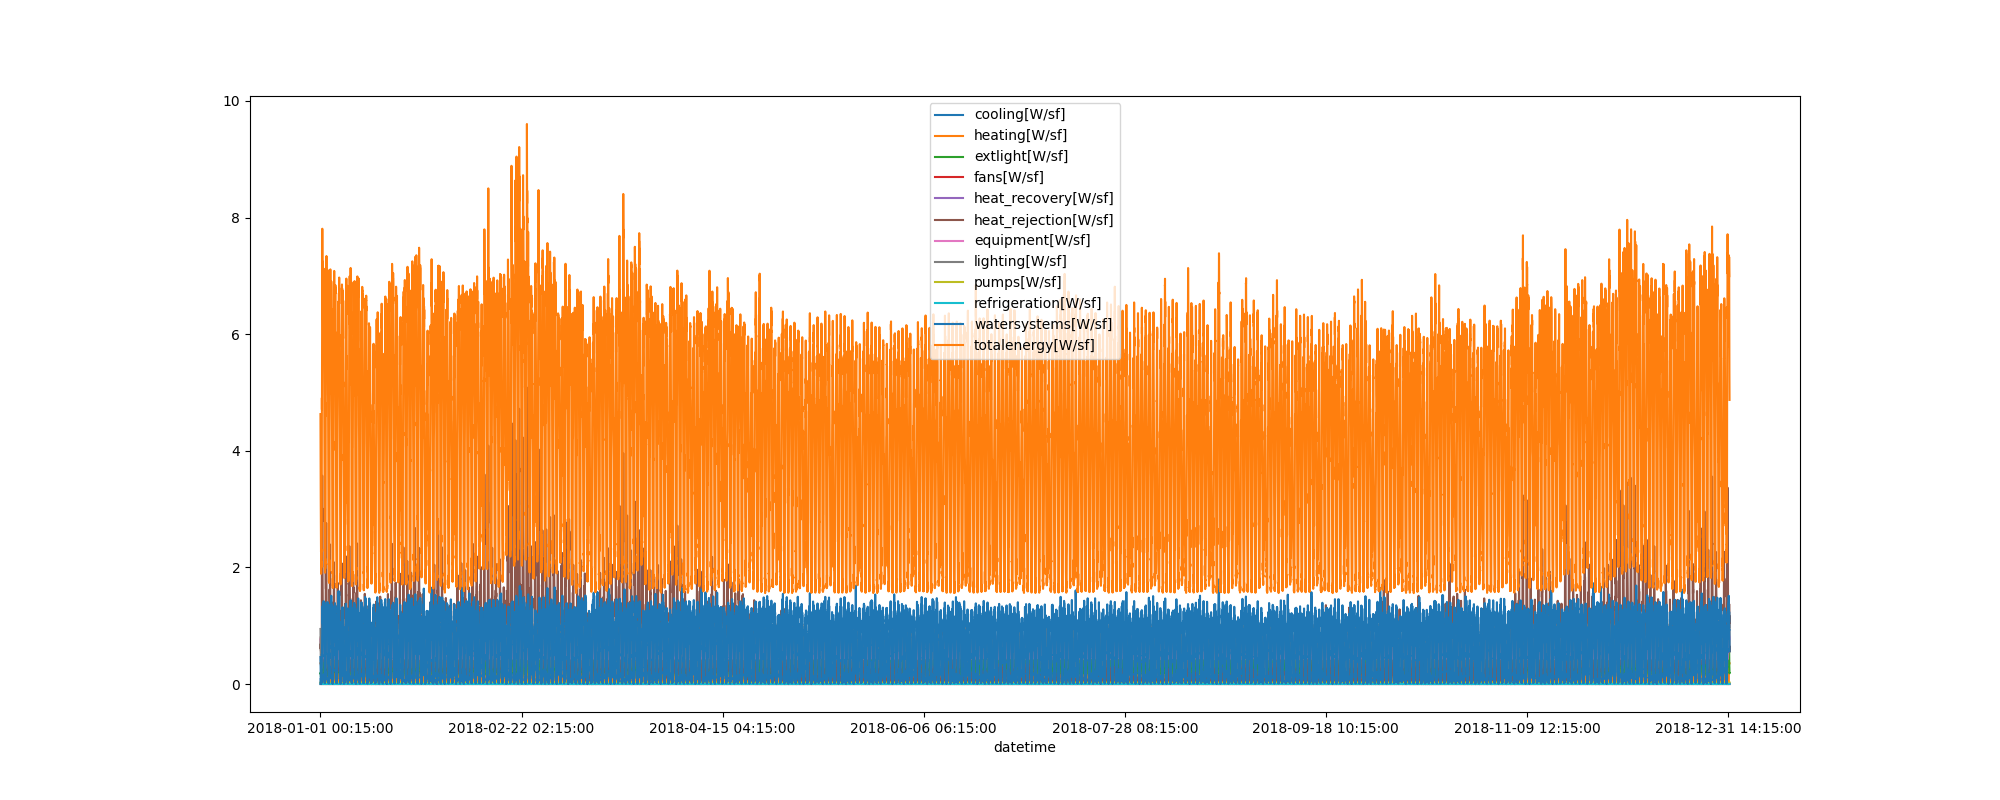 10
8
6
4
2
0
cooling[W/sf]
heating[W/sf]
extlight[W/sf]
fans[W/sf]
heat_recovery[W/sf]
heat_rejection[W/sf]
equipment[W/sf]
lighting[W/sf]
pumps[W/sf]
refrigeration[W/sf]
watersystems[W/sf]
totalenergy[W/sf]
2018-01-01 00:15:00 2018-02-22 02:15:00 2018-04-15 04:15:00 2018-06-06 06:15:00 2018-07-28 08:15:00 2018-09-18 10:15:00 2018-11-09 12:15:00 2018-12-31 14:15:00
datetime